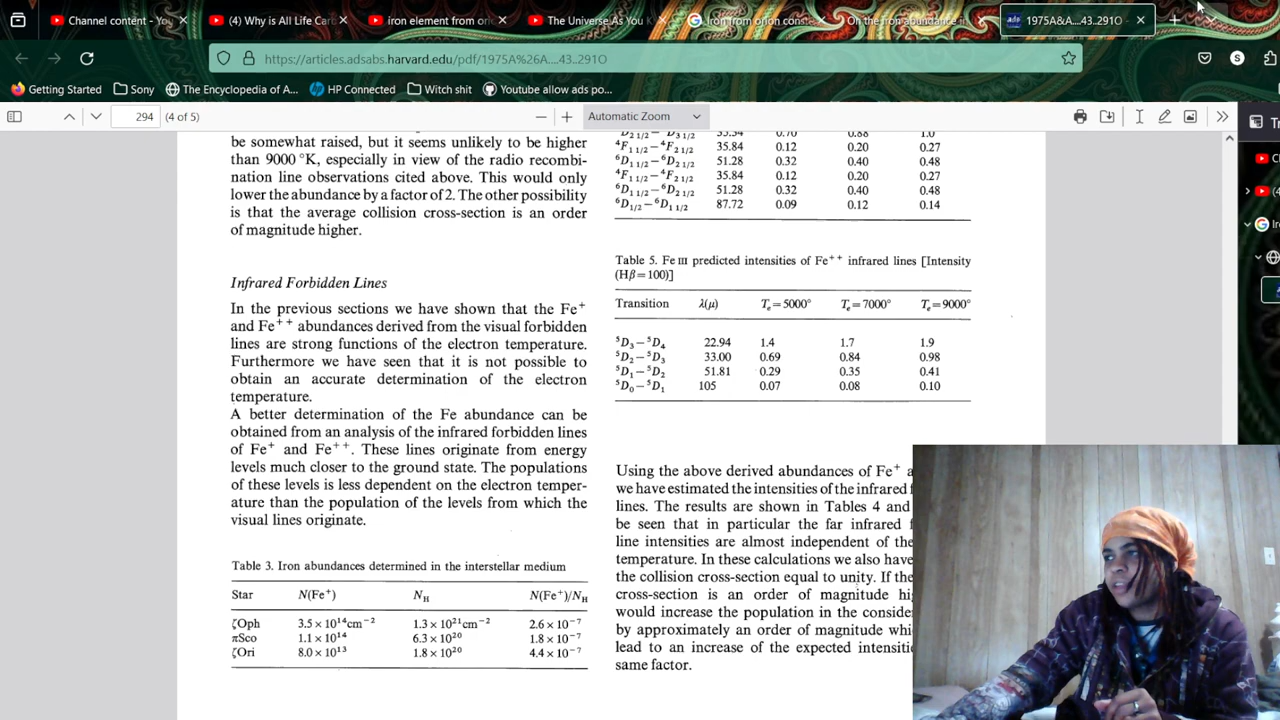 Channel content - You
(4) Why is All Life Car
iron element from ori
The Universe As You K
iron from orion const
On the iron abundance in
ads
1975A&A....43..291O
https://articles.adsabs.harvard.edu/pdf/1975A%26A....43..291O
S
Getting Started
Sony
The Encyclopedia of A...
HP Connected
Witch shit
Youtube allow ads po...
294
(4 of 5)
Automatic Zoom
be somewhat raised, but it seems unlikely to be higher
than 9000 °K, especially in view of the radio recombi-
nation line observations cited above. This would only
lower the abundance by a factor of 2. The other possibility
is that the average collision cross-section is an order
of magnitude higher.
Infrared Forbidden Lines
In the previous sections we have shown that the Fe⁺
and Fe⁺⁺ abundances derived from the visual forbidden
lines are strong functions of the electron temperature.
Furthermore we have seen that it is not possible to
obtain an accurate determination of the electron
temperature.
A better determination of the Fe abundance can be
obtained from an analysis of the infrared forbidden lines
of Fe⁺ and Fe⁺⁺. These lines originate from energy
levels much closer to the ground state. The populations
of these levels is less dependent on the electron temper-
ature than the population of the levels from which the
visual lines originate.
Table 3. Iron abundances determined in the interstellar medium
Star N(Fe⁺) N_H N(Fe⁺)/N_H
ζOph 3.5 × 10¹⁴cm⁻² 1.3 × 10²¹cm⁻² 2.6 × 10⁻⁷
πSco 1.1 × 10¹⁴ 6.3 × 10²⁰ 1.8 × 10⁻⁷
ζOri 8.0 × 10¹³ 1.8 × 10²⁰ 4.4 × 10⁻⁷
D2 1/2 − D3 1/2 35.34 0.70 0.88 1.0
⁴F1 1/2−⁴F2 1/2 35.84 0.12 0.20 0.27
⁶D1 1/2−⁶D2 1/2 51.28 0.32 0.40 0.48
⁴F1 1/2−⁴F2 1/2 35.84 0.12 0.20 0.27
⁶D1 1/2−⁶D2 1/2 51.28 0.32 0.40 0.48
⁶D1/2−⁶D1 1/2 87.72 0.09 0.12 0.14
Table 5. Fe III predicted intensities of Fe⁺⁺ infrared lines [Intensity
(Hβ=100)]
Transition λ(μ) Tₑ=5000° Tₑ=7000° Tₑ=9000°
⁵D₃−⁵D₄ 22.94 1.4 1.7 1.9
⁵D₂−⁵D₃ 33.00 0.69 0.84 0.98
⁵D₁−⁵D₂ 51.81 0.29 0.35 0.41
⁵D₀−⁵D₁ 105 0.07 0.08 0.10
Using the above derived abundances of Fe⁺ a
we have estimated the intensities of the infrared f
lines. The results are shown in Tables 4 and
be seen that in particular the far infrared f
line intensities are almost independent of the
temperature. In these calculations we also have
the collision cross-section equal to unity. If the
cross-section is an order of magnitude hi
would increase the population in the conside
by approximately an order of magnitude whi
lead to an increase of the expected intensiti
same factor.